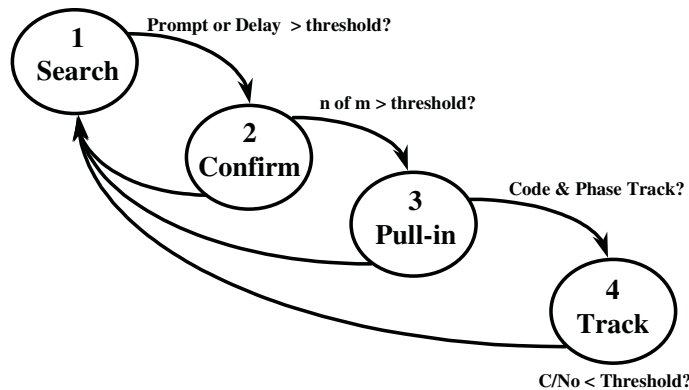 Prompt or Delay > threshold?
1
Search
n of m > threshold?
2
Confirm
Code & Phase Track?
3
Pull-in
4
Track
C/No < Threshold?